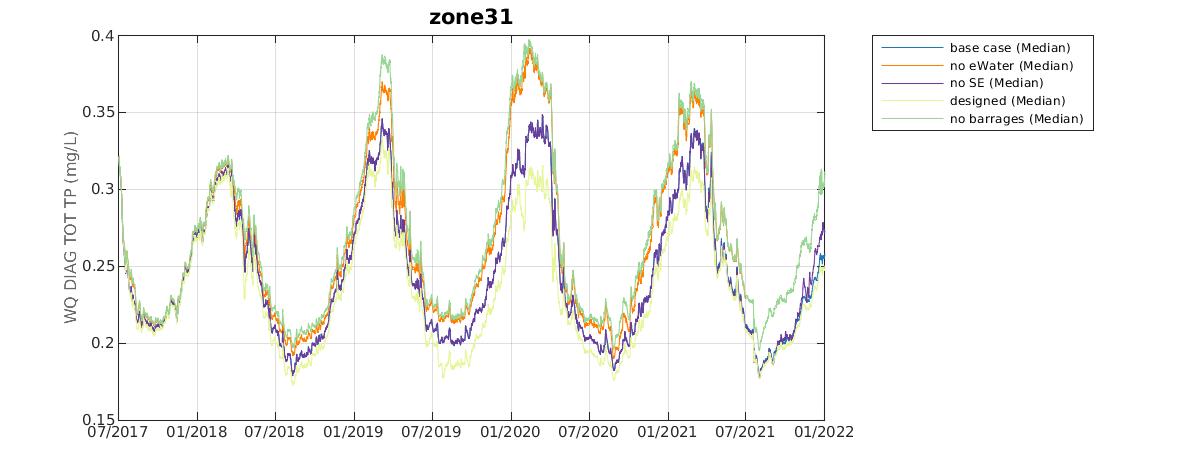 zone31
WQ DIAG TOT TP (mg/L)
0.4
0.35
0.3
0.25
0.2
0.15
07/2017
01/2018
07/2018
01/2019
07/2019
01/2020
07/2020
01/2021
07/2021
01/2022
base case (Median)
no eWater (Median)
no SE (Median)
designed (Median)
no barrages (Median)